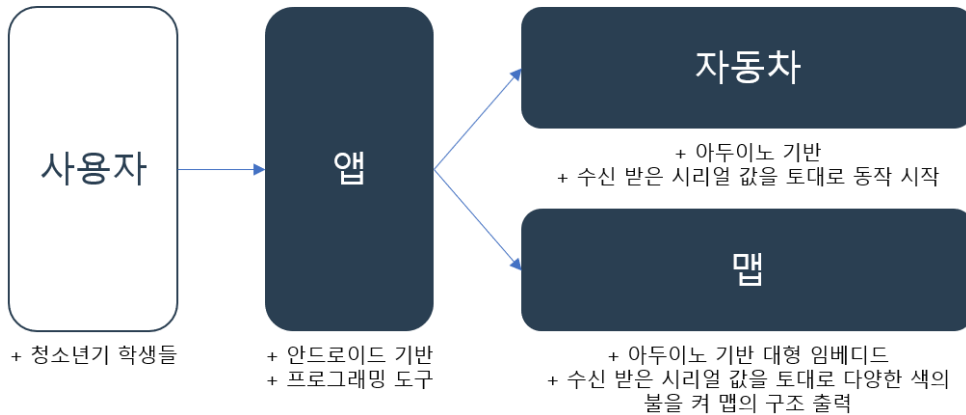 사용자
+ 청소년기 학생들
앱
+ 안드로이드 기반
+ 프로그래밍 도구
자동차
+ 아두이노 기반
+ 수신 받은 시리얼 값을 토대로 동작 시작
맵
+ 아두이노 기반 대형 임베디드
+ 수신 받은 시리얼 값을 토대로 다양한 색의
불을 켜 맵의 구조 출력